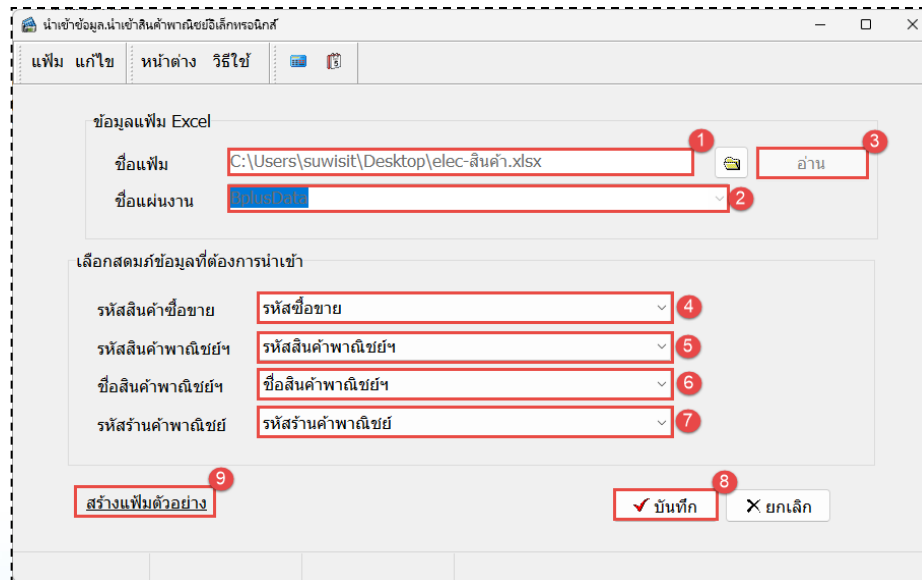 นำเข้าข้อมูล.นำเข้าสินค้าพาณิชย์อิเล็กทรอนิกส์
แฟ้ม แก้ไข หน้าต่าง วิธีใช้
ข้อมูลแฟ้ม Excel
1
3
ชื่อแฟ้ม C:\Users\suwisit\Desktop\elec-สินค้า.xlsx อ่าน
ชื่อแผ่นงาน BplusData 2
เลือกสดมภ์ข้อมูลที่ต้องการนำเข้า
รหัสสินค้าซื้อขาย รหัสซื้อขาย 4
รหัสสินค้าพาณิชย์ฯ รหัสสินค้าพาณิชย์ฯ 5
ชื่อสินค้าพาณิชย์ฯ ชื่อสินค้าพาณิชย์ฯ 6
รหัสร้านค้าพาณิชย์ รหัสร้านค้าพาณิชย์ 7
9 8
สร้างแฟ้มตัวอย่าง บันทึก ยกเลิก